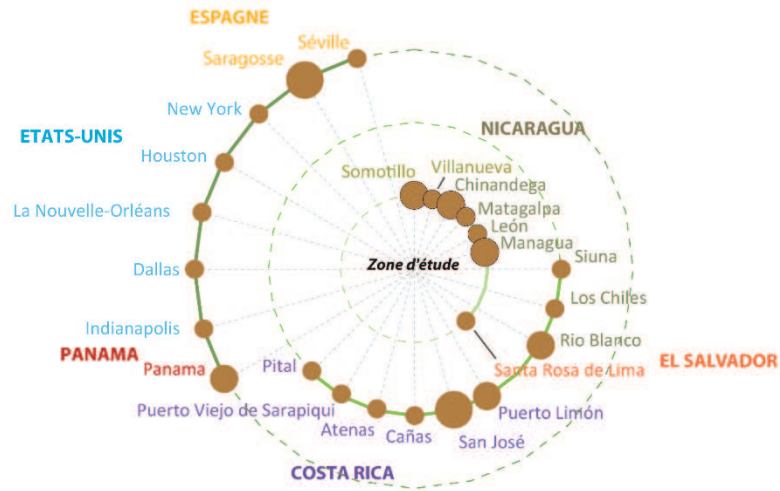 ESPAGNE
Séville
Saragosse
New York
ETATS-UNIS
NICARAGUA
Houston
Somotillo
Villanueva
Chinandega
Matagalpa
La Nouvelle-Orléans
León
Managua
Zone d'étude
Siuna
Dallas
Los Chiles
Indianapolis
Rio Blanco
PANAMA
Panama
Pital
Santa Rosa de Lima
EL SALVADOR
Puerto Viejo de Sarapiqui
Puerto Limón
Atenas
Cañas
San José
COSTA RICA